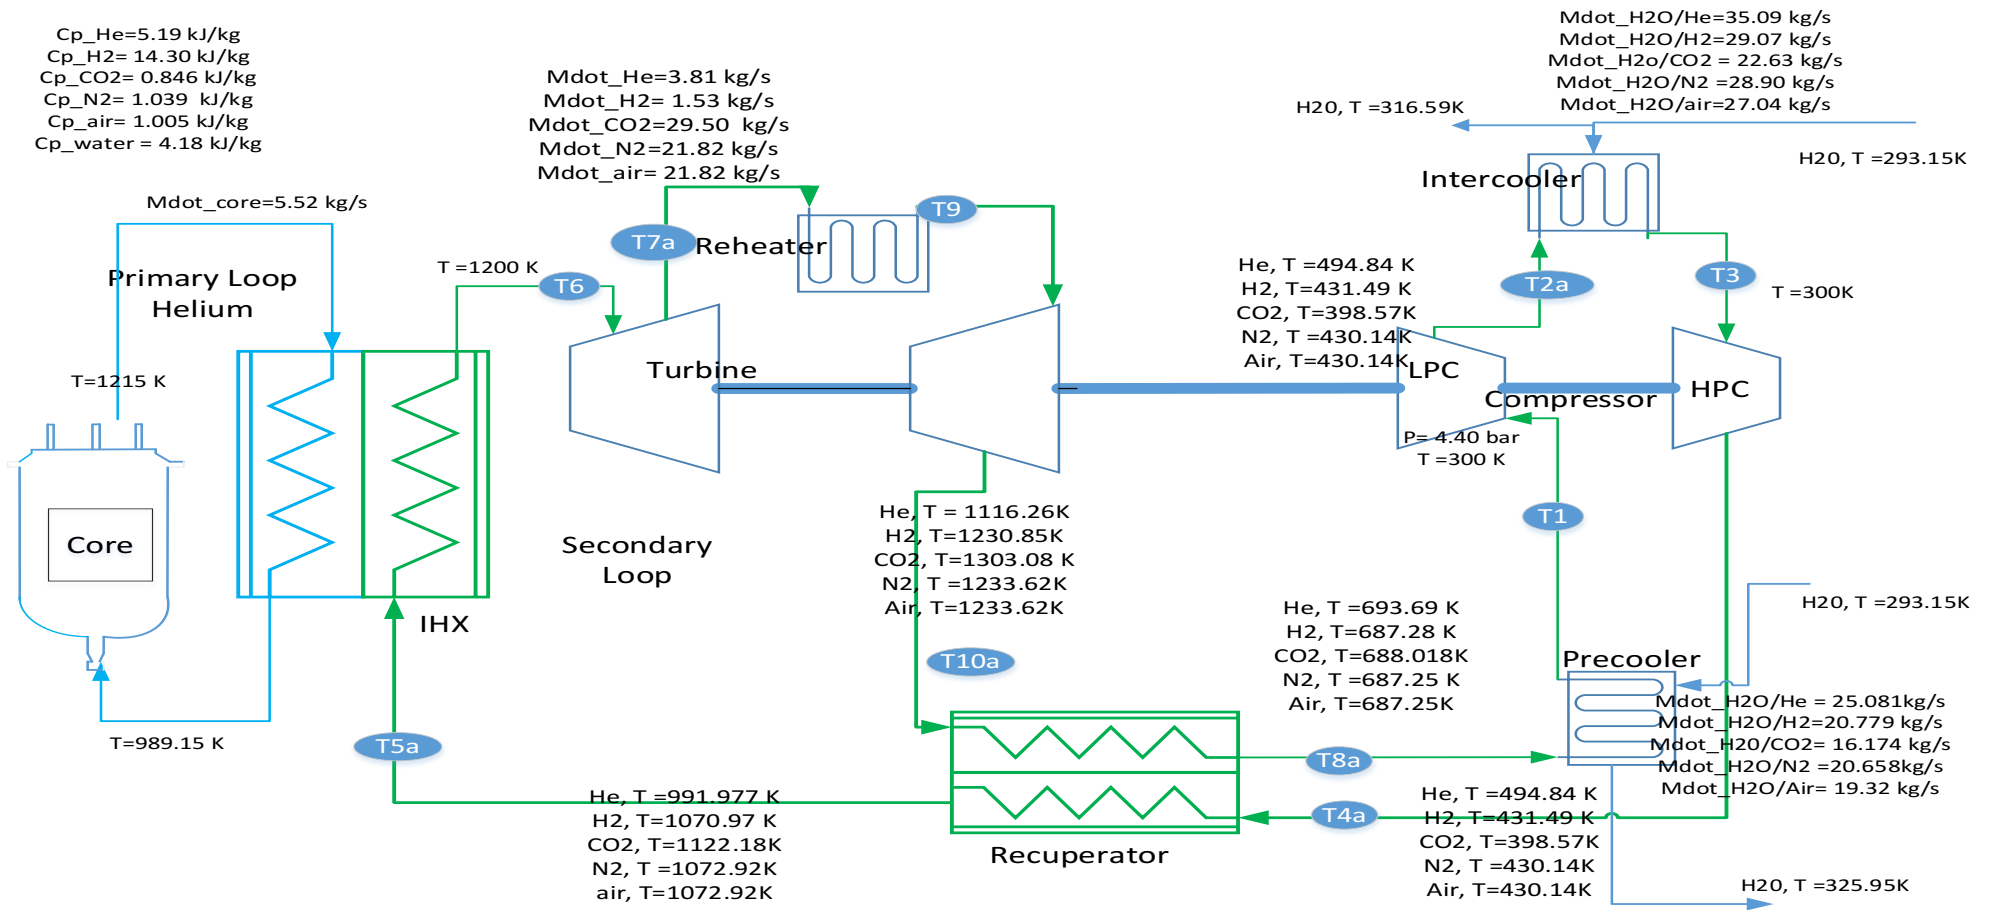 Cp_He=5.19 kJ/kg
Cp_H2= 14.30 kJ/kg
Cp_CO2= 0.846 kJ/kg
Cp_N2= 1.039  kJ/kg
Cp_air= 1.005 kJ/kg
Cp_water = 4.18 kJ/kg
Mdot_He=3.81 kg/s
Mdot_H2= 1.53 kg/s
Mdot_CO2=29.50  kg/s
Mdot_N2=21.82 kg/s
Mdot_air= 21.82 kg/s
Mdot_H2O/He=35.09 kg/s
Mdot_H2O/H2=29.07 kg/s
Mdot_H2o/CO2 = 22.63 kg/s
Mdot_H2O/N2 =28.90 kg/s
Mdot_H2O/air=27.04 kg/s
H20, T =316.59K
H20, T =293.15K
Intercooler
Mdot_core=5.52 kg/s
T7a
Reheater
T9
Primary Loop
Helium
T =1200 K
T6
He, T =494.84 K
H2, T=431.49 K
CO2, T=398.57K
N2, T =430.14K
Air, T=430.14K
T2a
T3
T =300K
Turbine
LPC
Compressor
HPC
T=1215 K
P= 4.40 bar
T =300 K
Core
Secondary
Loop
He, T = 1116.26K
H2, T=1230.85K
CO2, T=1303.08 K
N2, T =1233.62K
Air, T=1233.62K
T1
IHX
He, T =693.69 K
H2, T=687.28 K
CO2, T=688.018K
N2, T =687.25 K
Air, T=687.25K
H20, T =293.15K
T10a
Precooler
Mdot_H2O/He = 25.081kg/s
Mdot_H2O/H2=20.779 kg/s
Mdot_H20/CO2= 16.174 kg/s
Mdot_H2O/N2 =20.658kg/s
Mdot_H2O/Air= 19.32 kg/s
T=989.15 K
T5a
T8a
T4a
He, T =991.977 K
H2, T=1070.97 K
CO2, T=1122.18K
N2, T =1072.92K
air, T=1072.92K
Recuperator
He, T =494.84 K
H2, T=431.49 K
CO2, T=398.57K
N2, T =430.14K
Air, T=430.14K
H20, T =325.95K